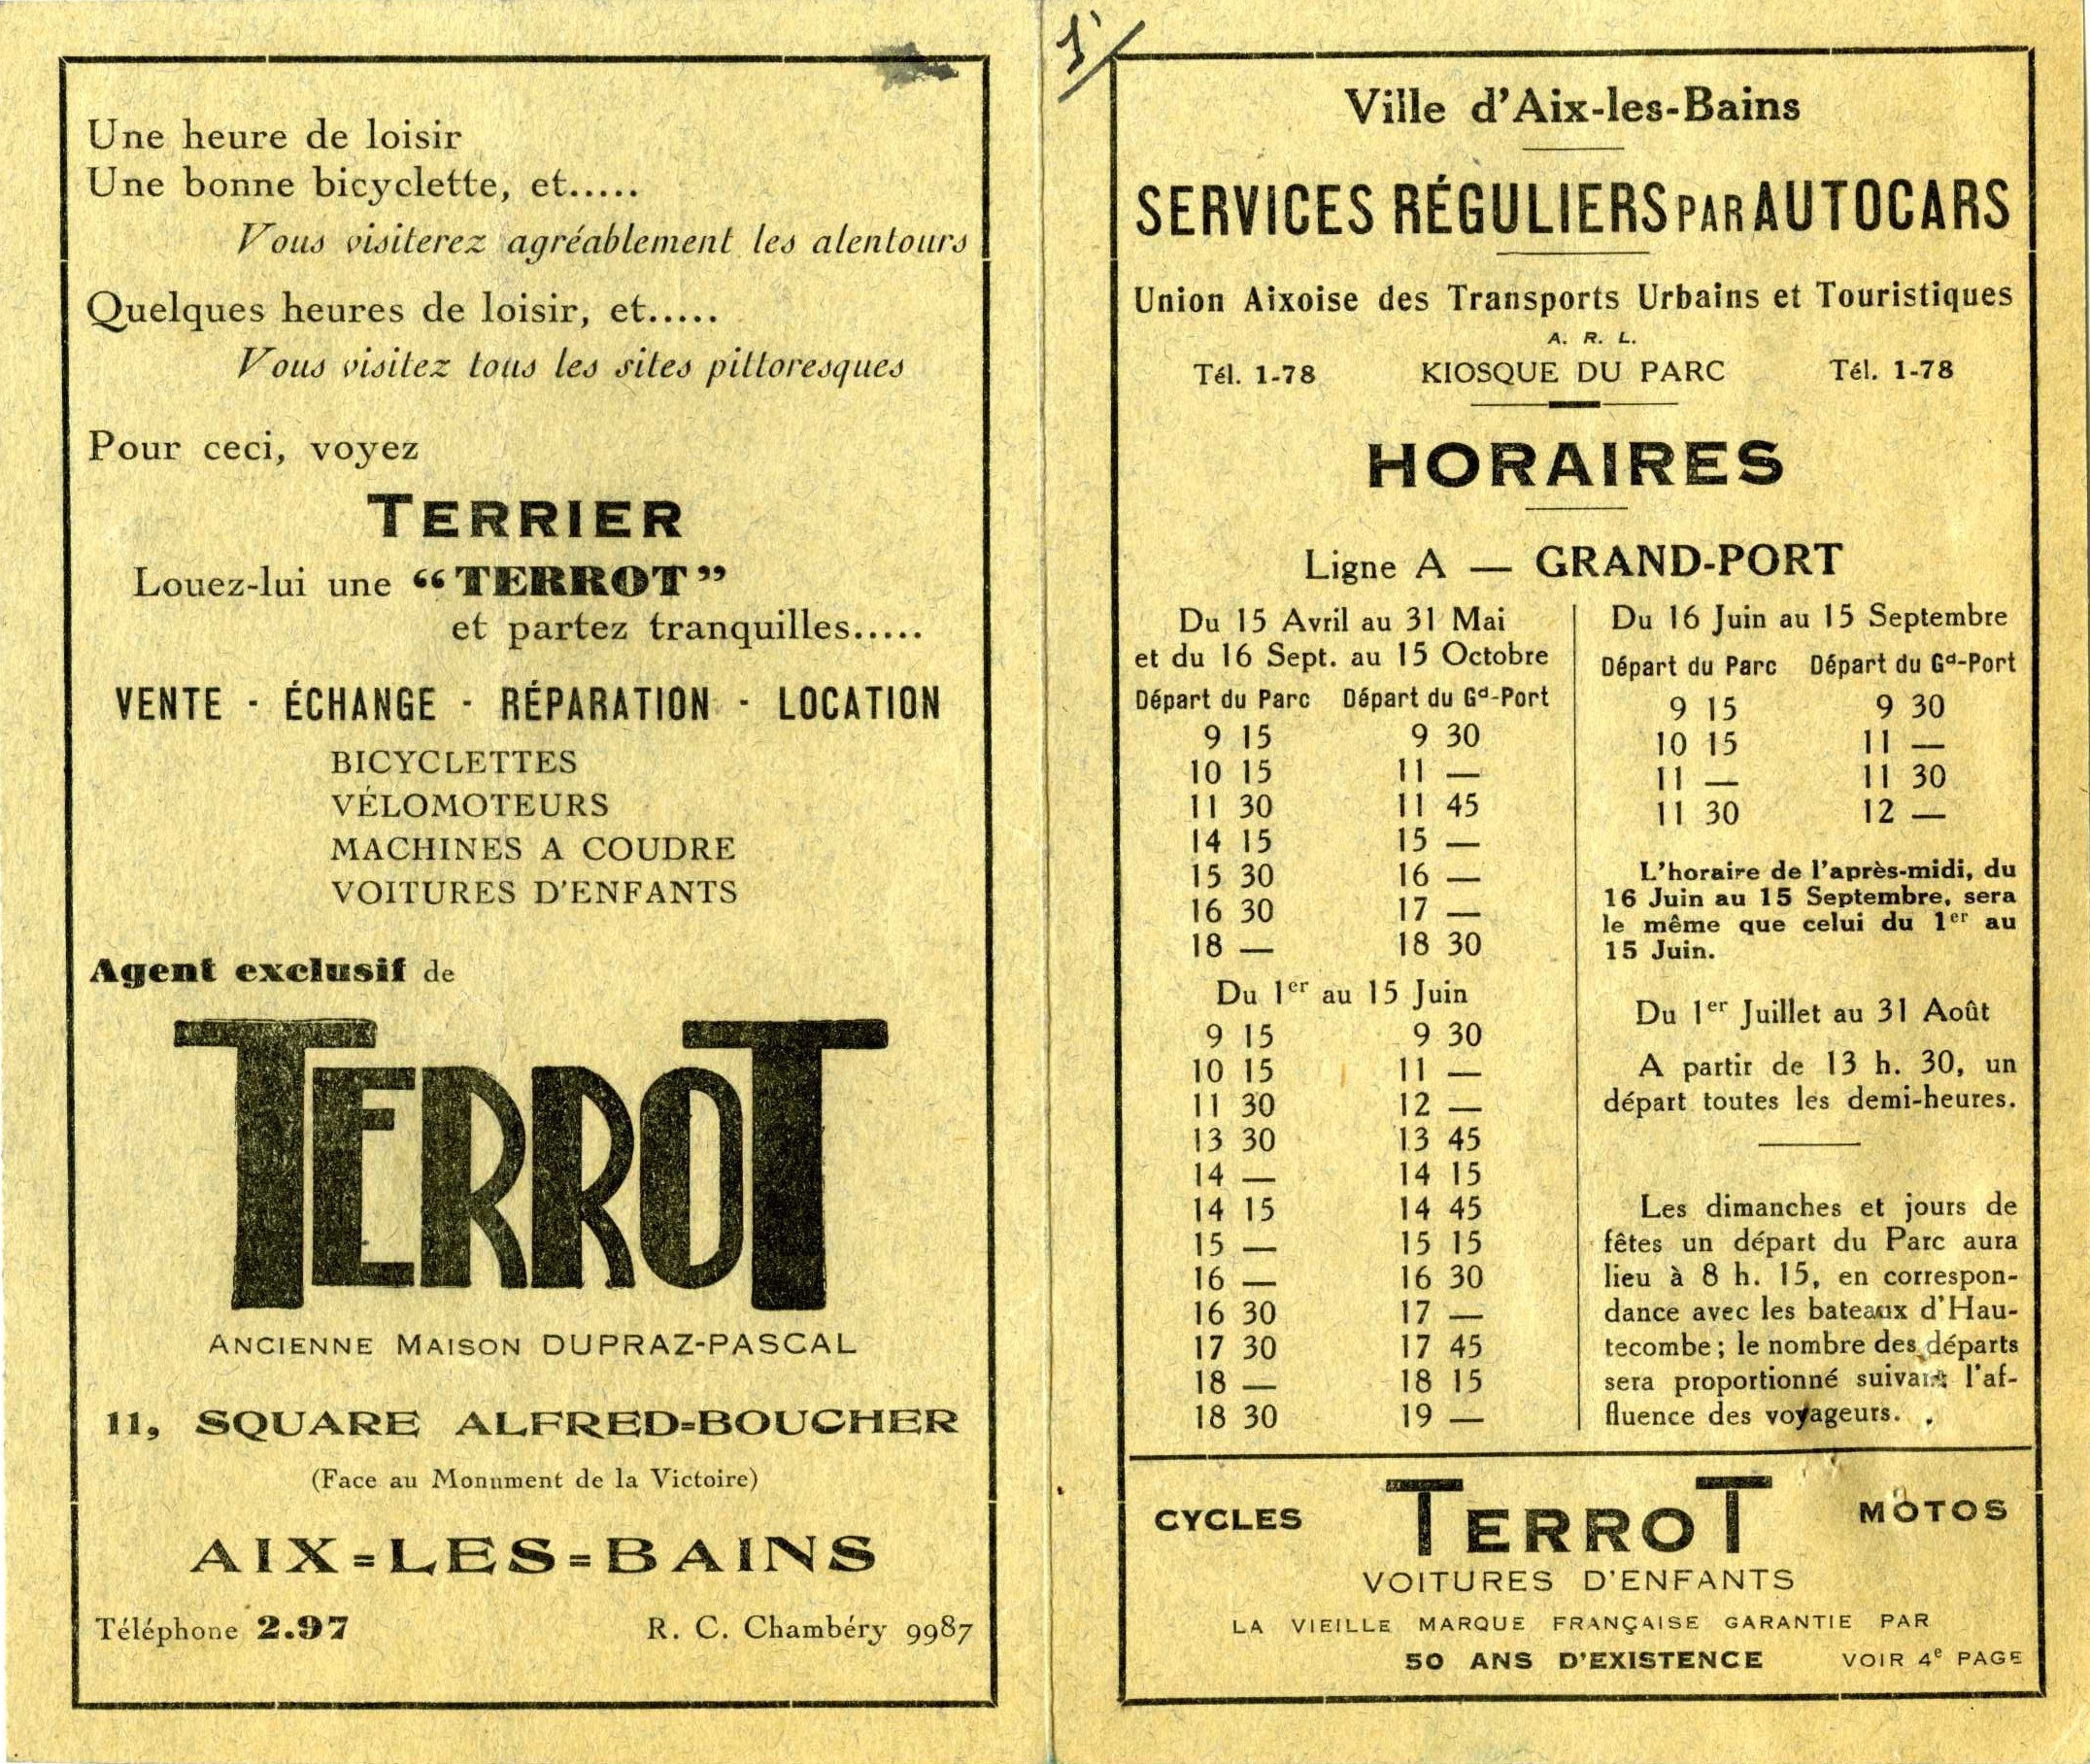 Une heure de loisir
Une bonne bicyclette, et.....
Vous visiterez agréablement les alentours
Quelques heures de loisir, et.....
Vous visitez tous les sites pittoresques
Pour ceci, voyez
TERRIER
Louez-lui une “TERROT”
et partez tranquilles.....
VENTE - ÉCHANGE - RÉPARATION - LOCATION
BICYCLETTES
VÉLOMOTEURS
MACHINES A COUDRE
VOITURES D'ENFANTS
Agent exclusif de
TERROT
ANCIENNE MAISON DUPRAZ-PASCAL
11, SQUARE ALFRED=BOUCHER
(Face au Monument de la Victoire)
AIX=LES=BAINS
Téléphone 2.97 R. C. Chambéry 9987
Ville d'Aix-les-Bains
SERVICES RÉGULIERS PAR AUTOCARS
Union Aixoise des Transports Urbains et Touristiques
A. R. L.
Tél. 1-78 KIOSQUE DU PARC Tél. 1-78
HORAIRES
Ligne A — GRAND-PORT
Du 15 Avril au 31 Mai
et du 16 Sept. au 15 Octobre
Départ du Parc Départ du Gd-Port
9 15 9 30
10 15 11 —
11 30 11 45
14 15 15 —
15 30 16 —
16 30 17 —
18 — 18 30
Du 1er au 15 Juin
9 15 9 30
10 15 11 —
11 30 12 —
13 30 13 45
14 — 14 15
14 15 14 45
15 — 15 15
16 — 16 30
16 30 17 —
17 30 17 45
18 — 18 15
18 30 19 —
Du 16 Juin au 15 Septembre
Départ du Parc Départ du Gd-Port
9 15 9 30
10 15 11 —
11 — 11 30
11 30 12 —
L'horaire de l'après-midi, du
16 Juin au 15 Septembre, sera
le même que celui du 1er au
15 Juin.
Du 1er Juillet au 31 Août
A partir de 13 h. 30, un
départ toutes les demi-heures.
Les dimanches et jours de
fêtes un départ du Parc aura
lieu à 8 h. 15, en correspon-
dance avec les bateaux d'Hau-
tecombe ; le nombre des départs
sera proportionné suivant l'af-
fluence des voyageurs.
CYCLES TERROT MOTOS
VOITURES D'ENFANTS
LA VIEILLE MARQUE FRANÇAISE GARANTIE PAR
50 ANS D'EXISTENCE VOIR 4e PAGE